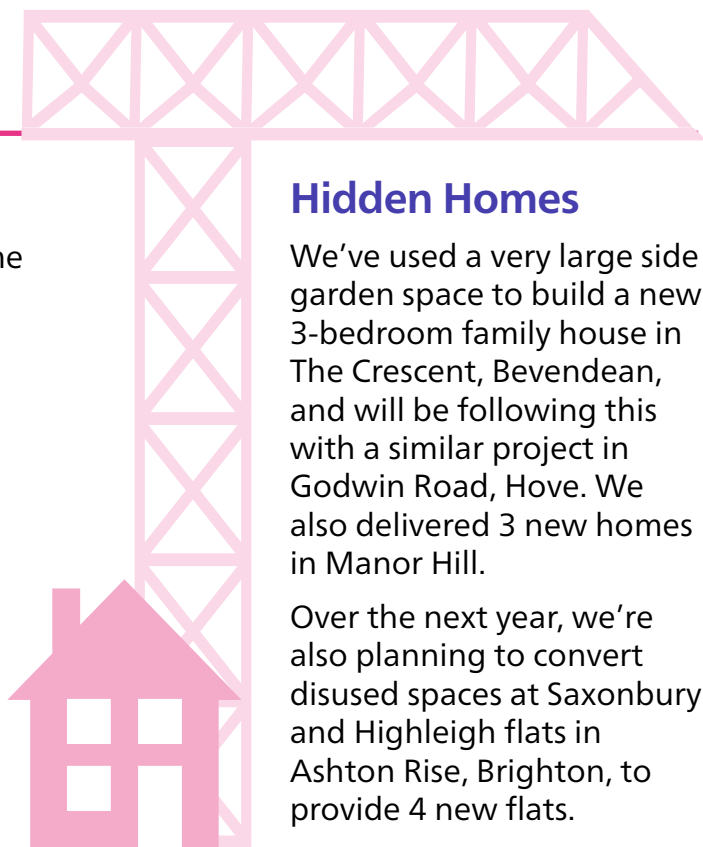 ne
Hidden Homes
We’ve used a very large side
garden space to build a new
3-bedroom family house in
The Crescent, Bevendean,
and will be following this
with a similar project in
Godwin Road, Hove. We
also delivered 3 new homes
in Manor Hill.
Over the next year, we’re
also planning to convert
disused spaces at Saxonbury
and Highleigh flats in
Ashton Rise, Brighton, to
provide 4 new flats.